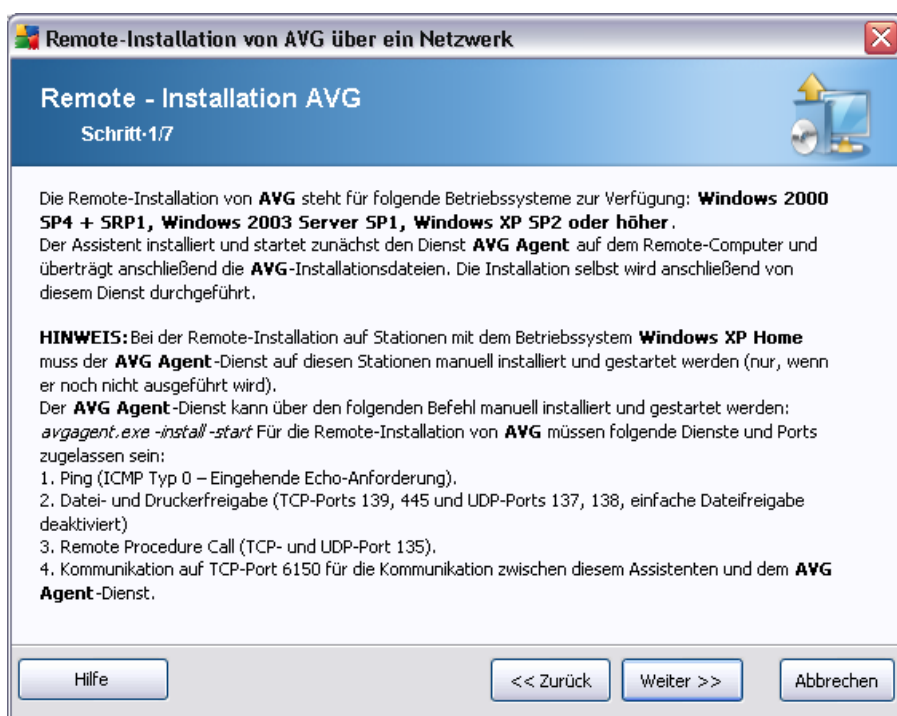 Remote-Installation von AVG über ein Netzwerk
Remote - Installation AVG
Schritt·1/7
Die Remote-Installation von AVG steht für folgende Betriebssysteme zur Verfügung: Windows 2000
SP4 + SRP1, Windows 2003 Server SP1, Windows XP SP2 oder höher.
Der Assistent installiert und startet zunächst den Dienst AVG Agent auf dem Remote-Computer und
überträgt anschließend die AVG-Installationsdateien. Die Installation selbst wird anschließend von
diesem Dienst durchgeführt.
HINWEIS: Bei der Remote-Installation auf Stationen mit dem Betriebssystem Windows XP Home
muss der AVG Agent-Dienst auf diesen Stationen manuell installiert und gestartet werden (nur, wenn
er noch nicht ausgeführt wird).
Der AVG Agent-Dienst kann über den folgenden Befehl manuell installiert und gestartet werden:
avgagent.exe -install -start Für die Remote-Installation von AVG müssen folgende Dienste und Ports
zugelassen sein:
1. Ping (ICMP Typ 0 – Eingehende Echo-Anforderung).
2. Datei- und Druckerfreigabe (TCP-Ports 139, 445 und UDP-Ports 137, 138, einfache Dateifreigabe
deaktiviert)
3. Remote Procedure Call (TCP- und UDP-Port 135).
4. Kommunikation auf TCP-Port 6150 für die Kommunikation zwischen diesem Assistenten und dem AVG
Agent-Dienst.
Hilfe
<< Zurück
Weiter >>
Abbrechen